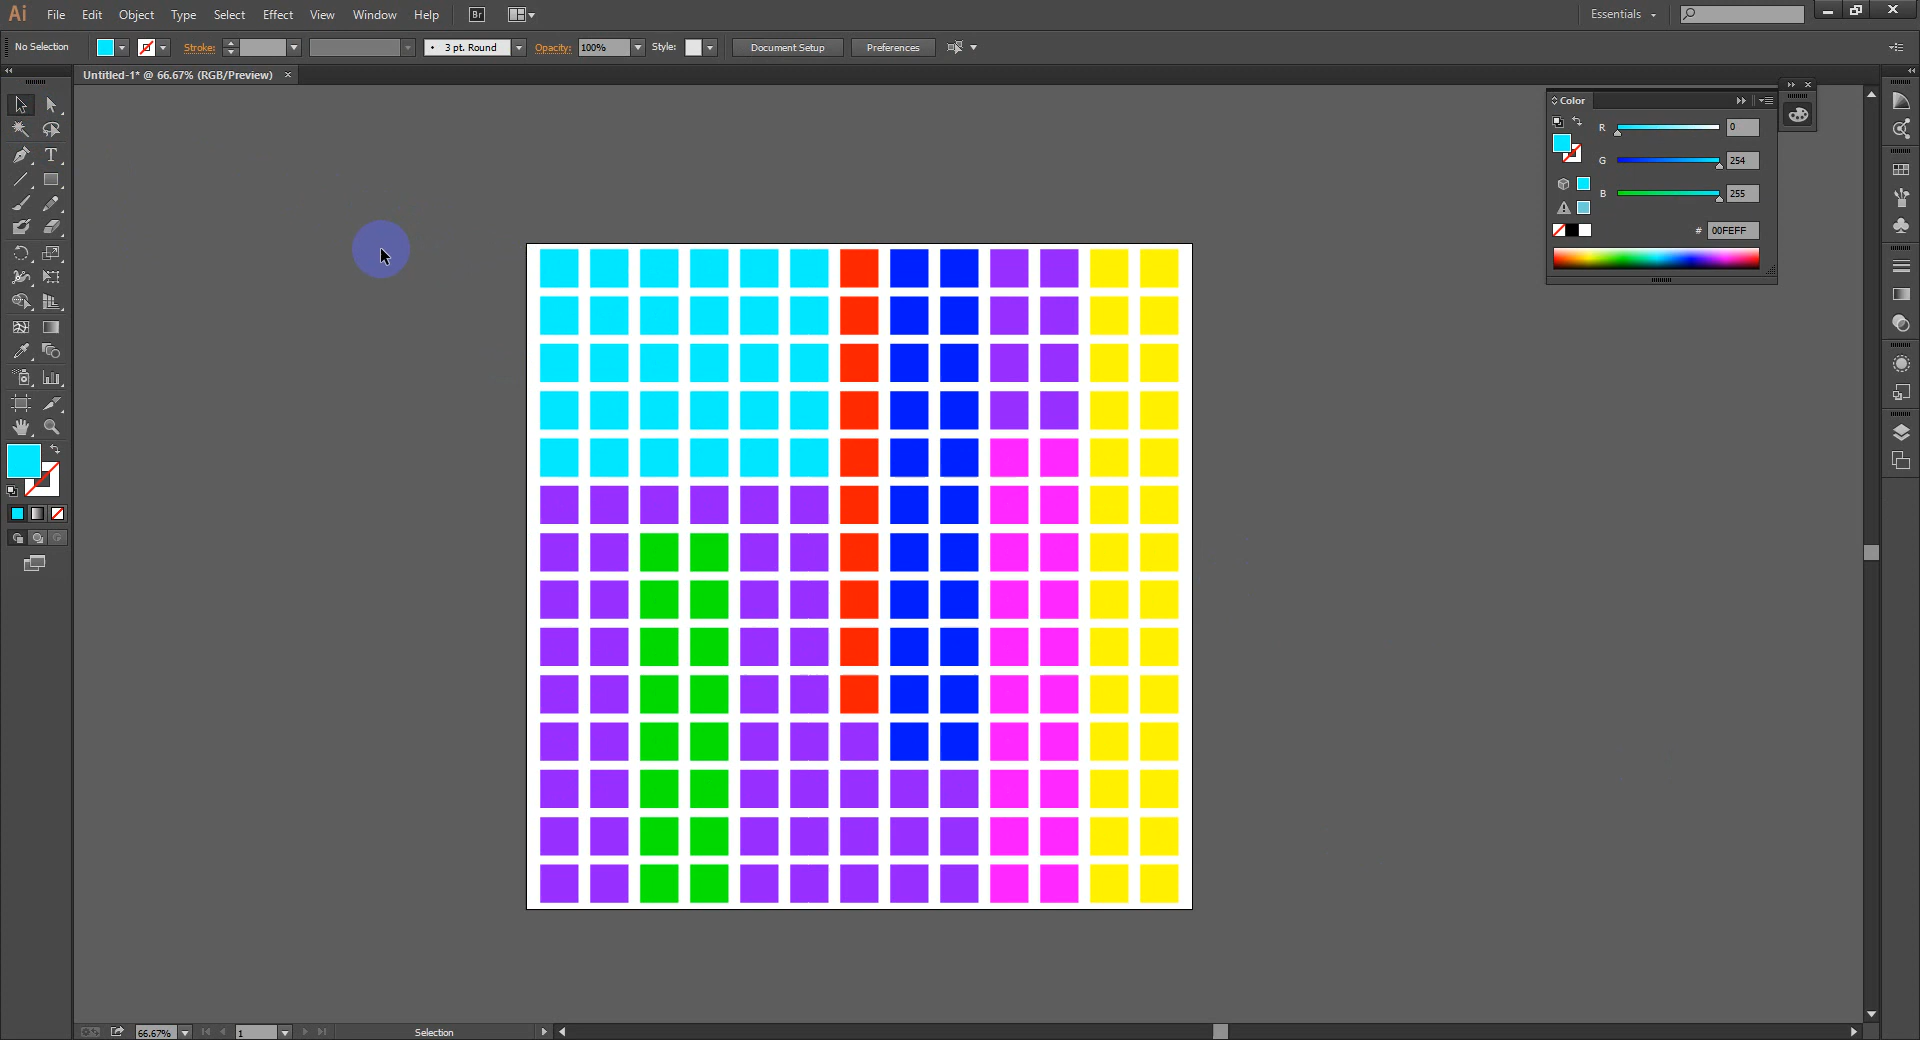 Ai File Edit Object Type Select Effect View Window Help Br Essentials
No Selection Stroke: 3 pt. Round Opacity: 100% Style: Document Setup Preferences
Untitled-1* @ 66.67% (RGB/Preview)
Color
R 0
G 254
B 255
# 00FEFF
T
66.67% 1 Selection